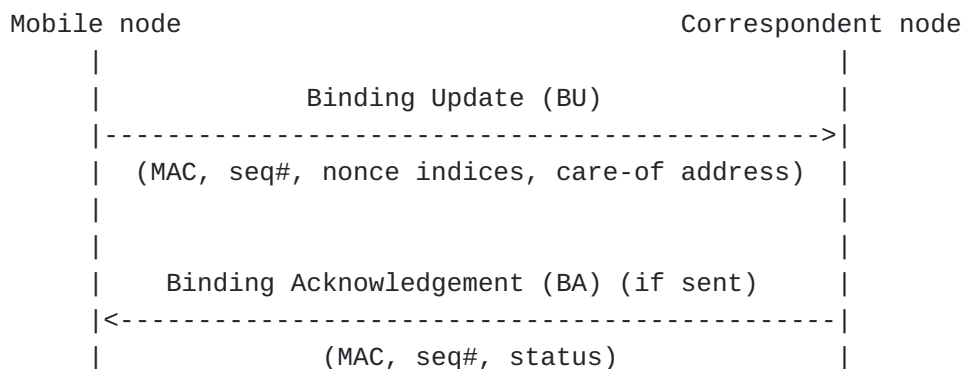 Mobile node                                Correspondent node
     |                                                |
     |             Binding Update (BU)                |
     |----------------------------------------------->|
     |  (MAC, seq#, nonce indices, care-of address)   |
     |                                                |
     |                                                |
     |    Binding Acknowledgement (BA) (if sent)      |
     |<-----------------------------------------------|
     |              (MAC, seq#, status)               |